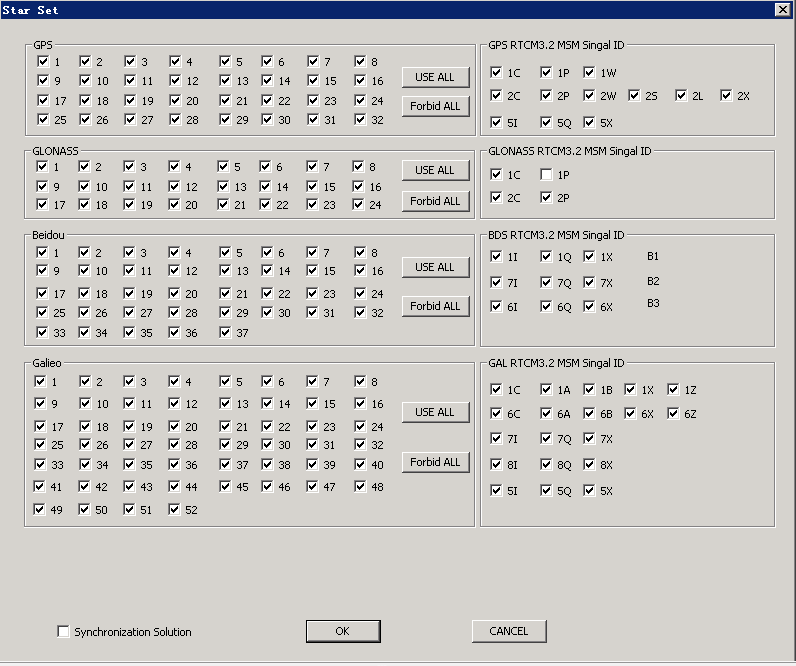 Star Set
GPS
1 2 3 4 5 6 7 8
9 10 11 12 13 14 15 16
17 18 19 20 21 22 23 24
25 26 27 28 29 30 31 32
USE ALL
Forbid ALL
GPS RTCM3.2 MSM Singal ID
1C 1P 1W
2C 2P 2W 2S 2L 2X
5I 5Q 5X
GLONASS
1 2 3 4 5 6 7 8
9 10 11 12 13 14 15 16
17 18 19 20 21 22 23 24
USE ALL
Forbid ALL
GLONASS RTCM3.2 MSM Singal ID
1C 1P
2C 2P
Beidou
1 2 3 4 5 6 7 8
9 10 11 12 13 14 15 16
17 18 19 20 21 22 23 24
25 26 27 28 29 30 31 32
33 34 35 36 37
USE ALL
Forbid ALL
BDS RTCM3.2 MSM Singal ID
1I 1Q 1X B1
7I 7Q 7X B2
6I 6Q 6X B3
Galieo
1 2 3 4 5 6 7 8
9 10 11 12 13 14 15 16
17 18 19 20 21 22 23 24
25 26 27 28 29 30 31 32
33 34 35 36 37 38 39 40
41 42 43 44 45 46 47 48
49 50 51 52
USE ALL
Forbid ALL
GAL RTCM3.2 MSM Singal ID
1C 1A 1B 1X 1Z
6C 6A 6B 6X 6Z
7I 7Q 7X
8I 8Q 8X
5I 5Q 5X
Synchronization Solution
OK
CANCEL